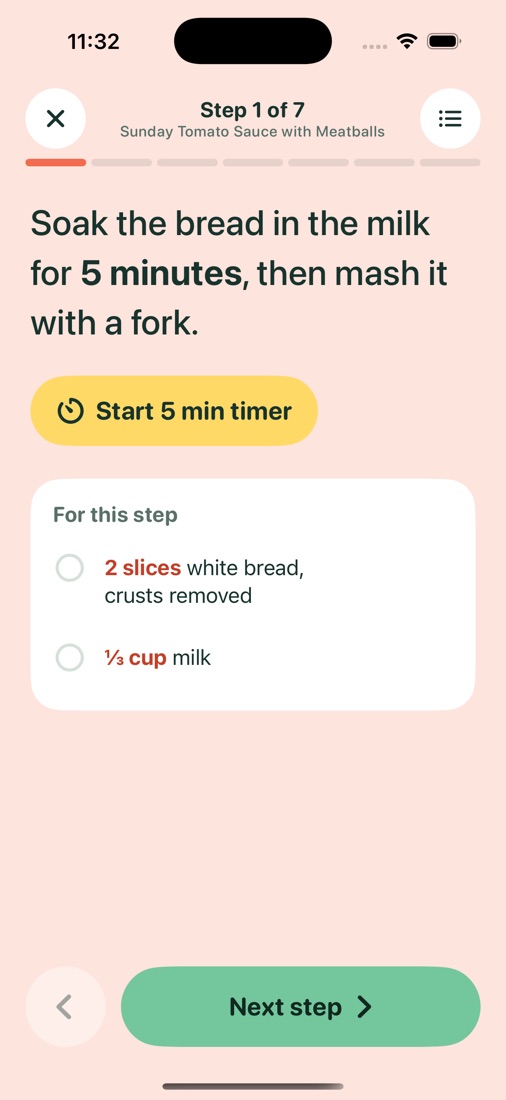 11:32
Step 1 of 7
Sunday Tomato Sauce with Meatballs
Soak the bread in the milk
for 5 minutes, then mash it
with a fork.
Start 5 min timer
For this step
2 slices white bread,
crusts removed
⅓ cup milk
Next step